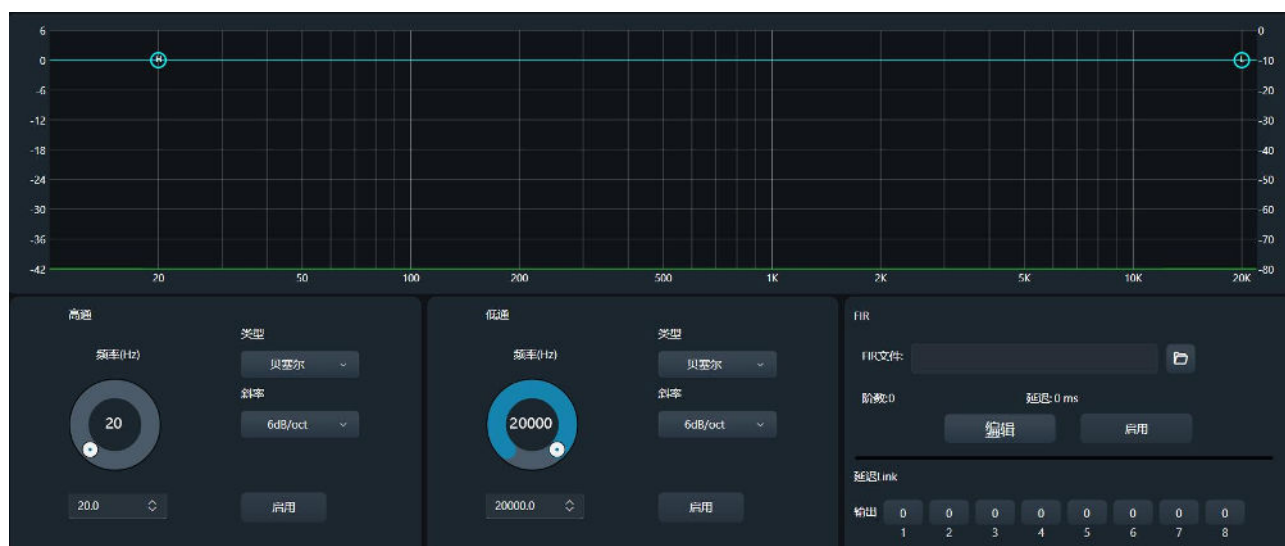 6 0
0 H L -10
-6 -20
-12 -30
-18 -40
-24 -50
-30 -60
-36 -70
-42 -80
20 50 100 200 500 1K 2K 5K 10K 20K
高通 低通 FIR
类型 类型
频率(Hz) 贝塞尔 频率(Hz) 贝塞尔 FIR文件:
斜率 斜率
20 6dB/oct 20000 6dB/oct 阶数:0 延迟: 0 ms
编辑 启用
延迟Link
20.0 启用 20000.0 启用 输出 0 0 0 0 0 0 0 0
1 2 3 4 5 6 7 8